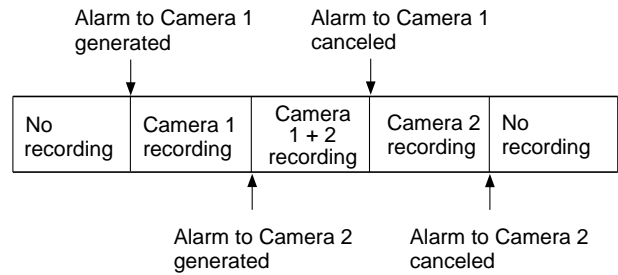 Alarm to Camera 1
generated
Alarm to Camera 1
canceled
No
recording
Camera 1
recording
Camera
1 + 2
recording
Camera 2
recording
No
recording
Alarm to Camera 2
generated
Alarm to Camera 2
canceled